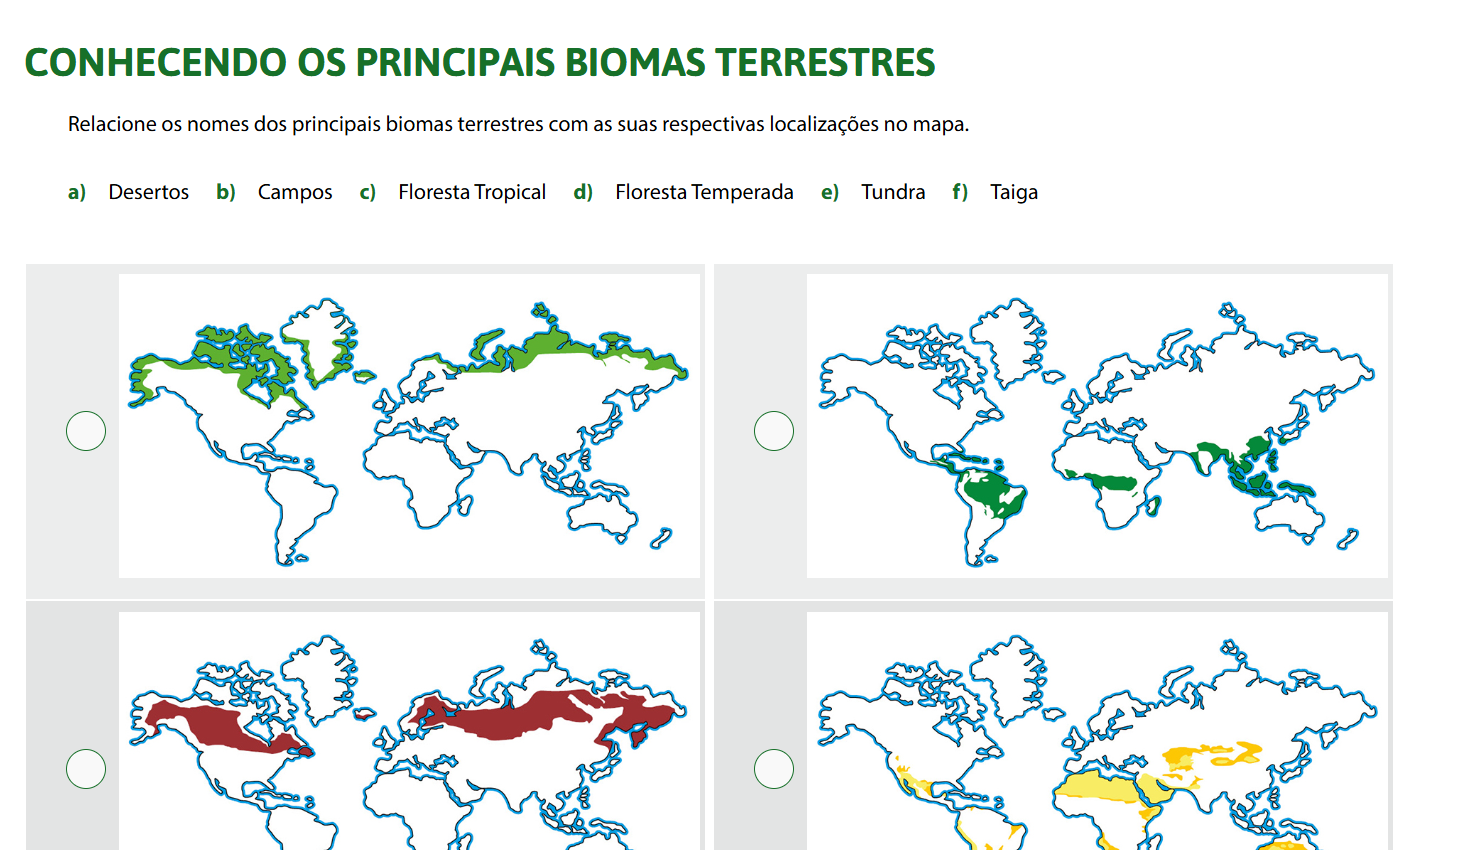 CONHECENDO OS PRINCIPAIS BIOMAS TERRESTRES
Relacione os nomes dos principais biomas terrestres com as suas respectivas localizações no mapa.
a) Desertos b) Campos c) Floresta Tropical d) Floresta Temperada e) Tundra f) Taiga